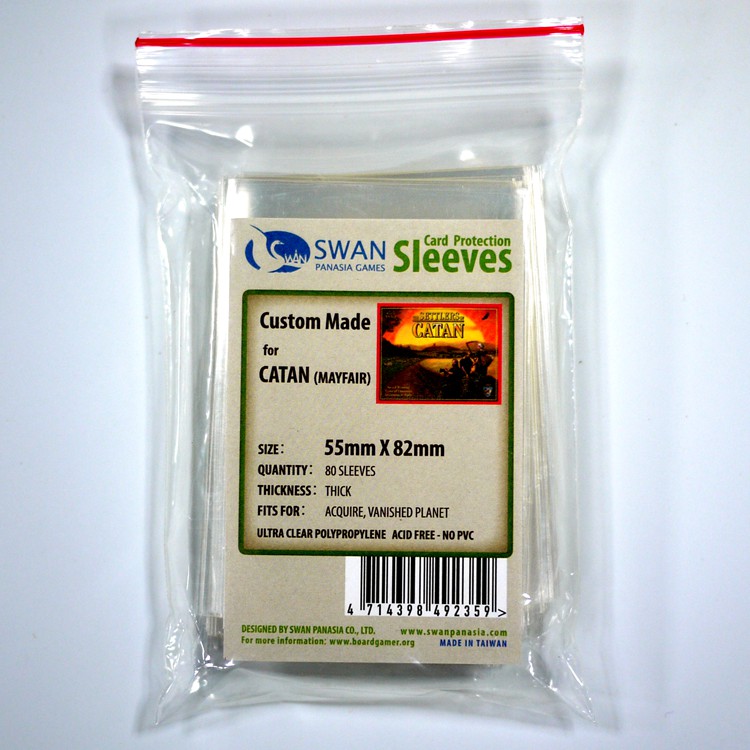 SWAN
SWAN
PANASIA GAMES
Card Protection
Sleeves
Custom Made
for
CATAN (MAYFAIR)
SETTLERS
CATAN
SIZE: 55mm X 82mm
QUANTITY: 80 SLEEVES
THICKNESS: THICK
FITS FOR: ACQUIRE, VANISHED PLANET
ULTRA CLEAR POLYPROPYLENE ACID FREE - NO PVC
4 714398 492359 >
DESIGNED BY SWAN PANASIA CO., LTD. www.swanpanasia.com
For more information: www.boardgamer.org MADE IN TAIWAN